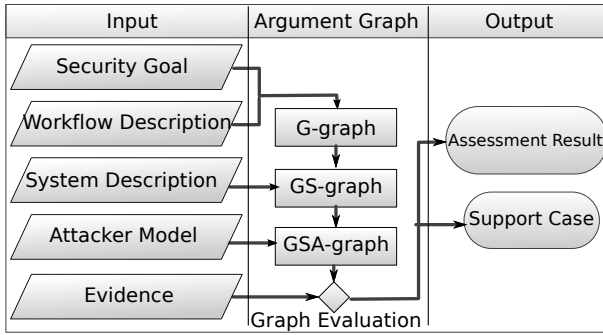 Input
Argument Graph
Output
Security Goal
Workflow Description
System Description
Attacker Model
Evidence
G-graph
GS-graph
GSA-graph
Graph Evaluation
Assessment Result
Support Case